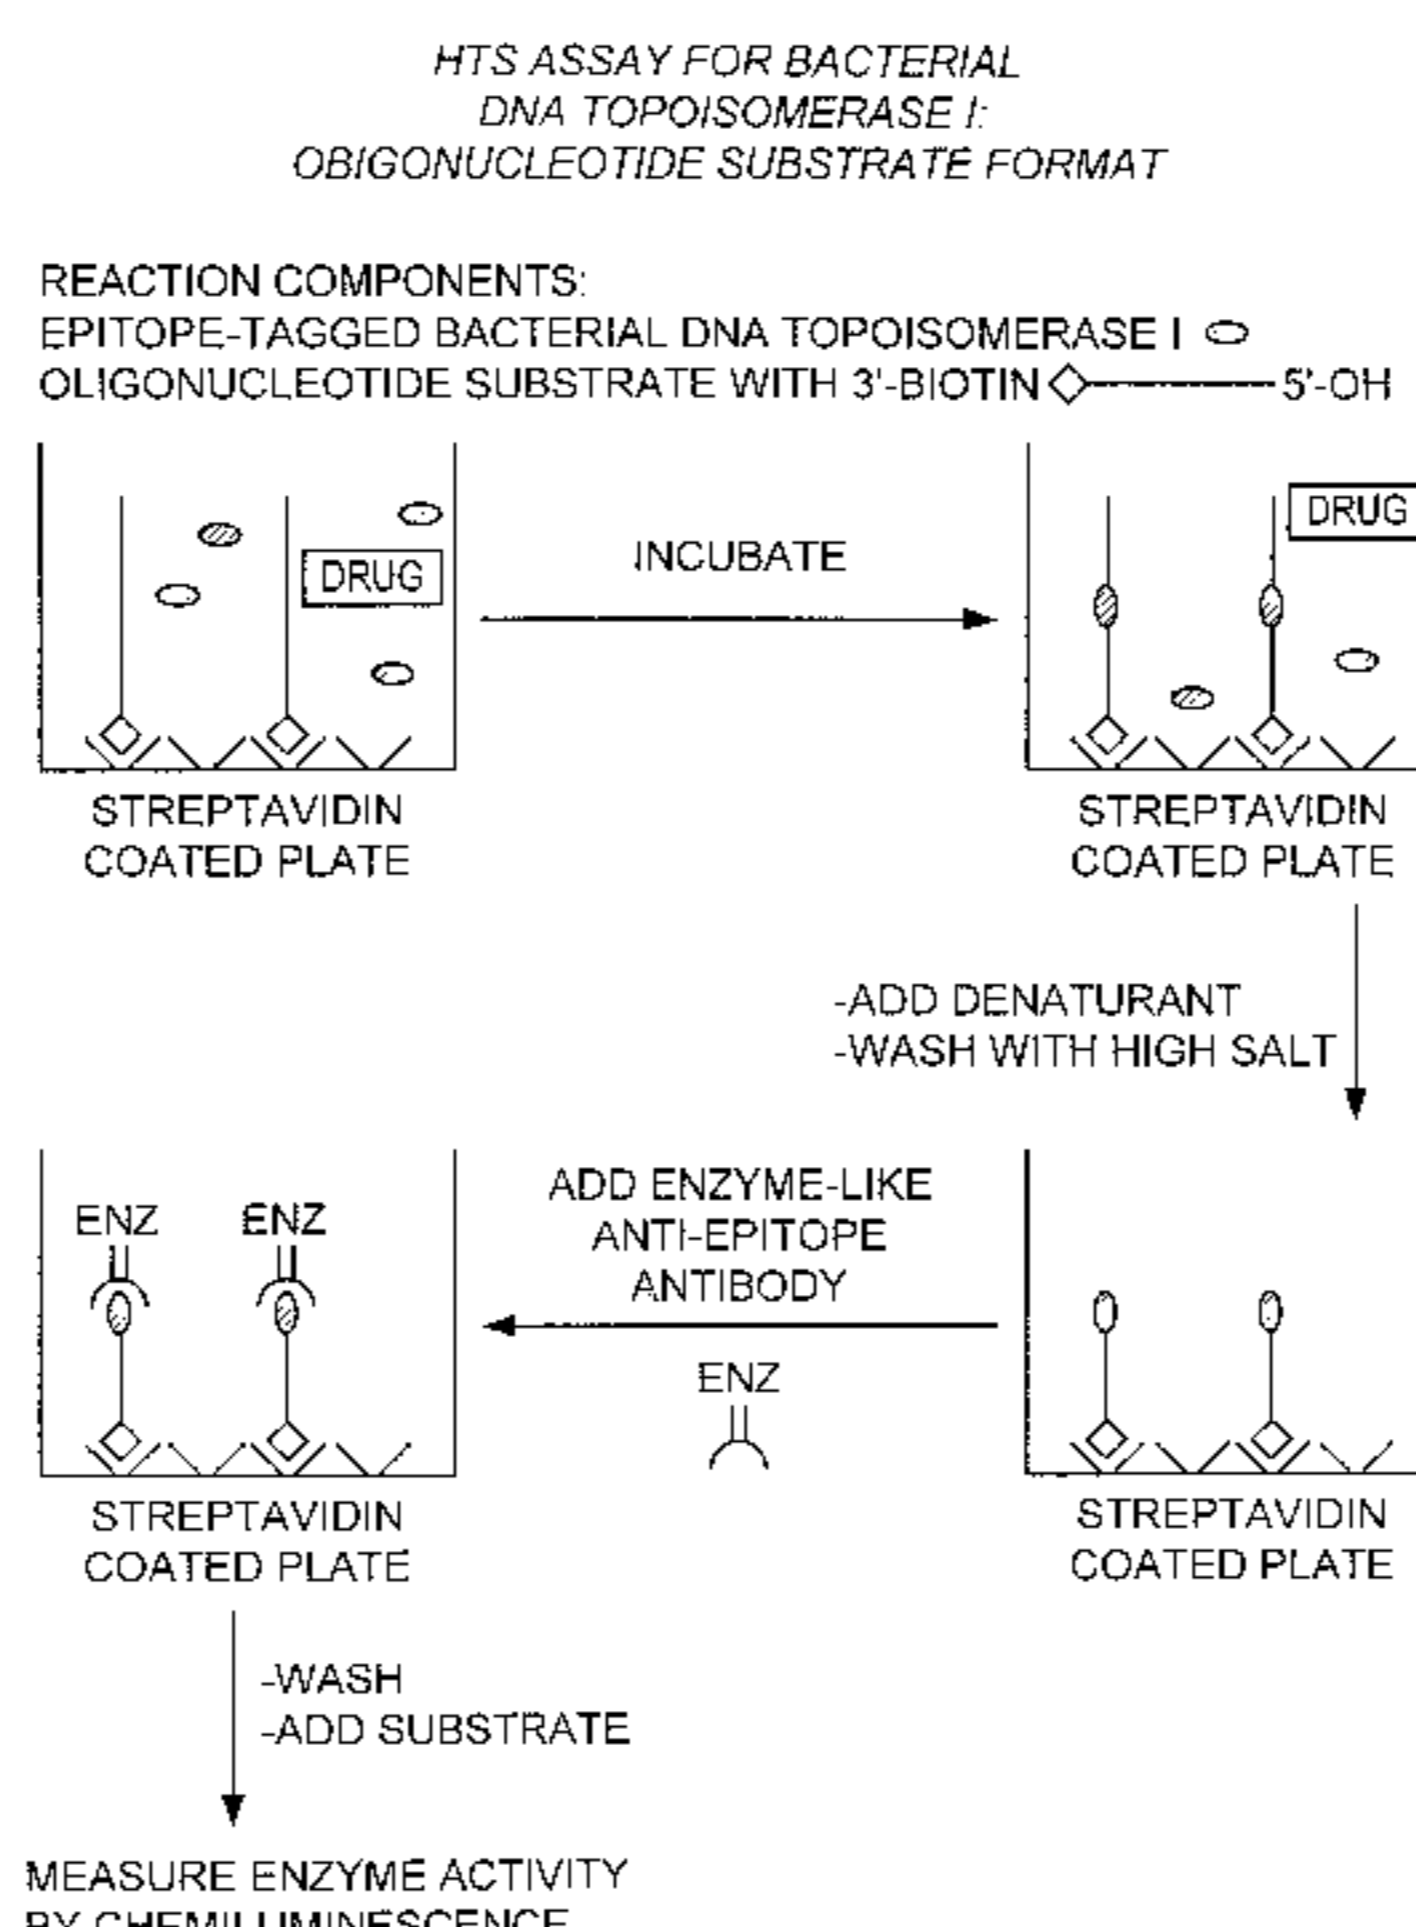 HTS ASSAY FOR BACTERIAL
DNA TOPOISOMERASE I:
OBIGONUCLEOTIDE SUBSTRATE FORMAT
REACTION COMPONENTS:
EPITOPE-TAGGED BACTERIAL DNA TOPOISOMERASE I
OLIGONUCLEOTIDE SUBSTRATE WITH 3'-BIOTIN 5'-OH
DRUG
INCUBATE
DRUG
STREPTAVIDIN
COATED PLATE
STREPTAVIDIN
COATED PLATE
-ADD DENATURANT
-WASH WITH HIGH SALT
ENZ ENZ
ADD ENZYME-LIKE
ANTI-EPITOPE
ANTIBODY
ENZ
STREPTAVIDIN
COATED PLATE
STREPTAVIDIN
COATED PLATE
-WASH
-ADD SUBSTRATE
MEASURE ENZYME ACTIVITY
BY CHEMILUMINESCENCE